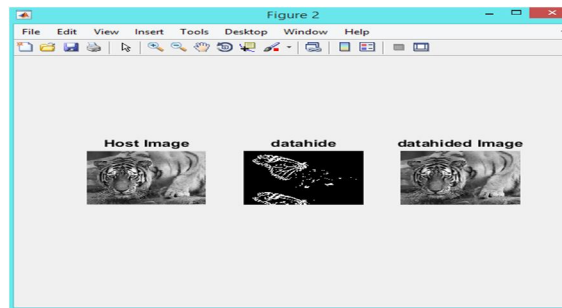 Figure 2
File Edit View Insert Tools Desktop Window Help
Host Image datahide datahided Image